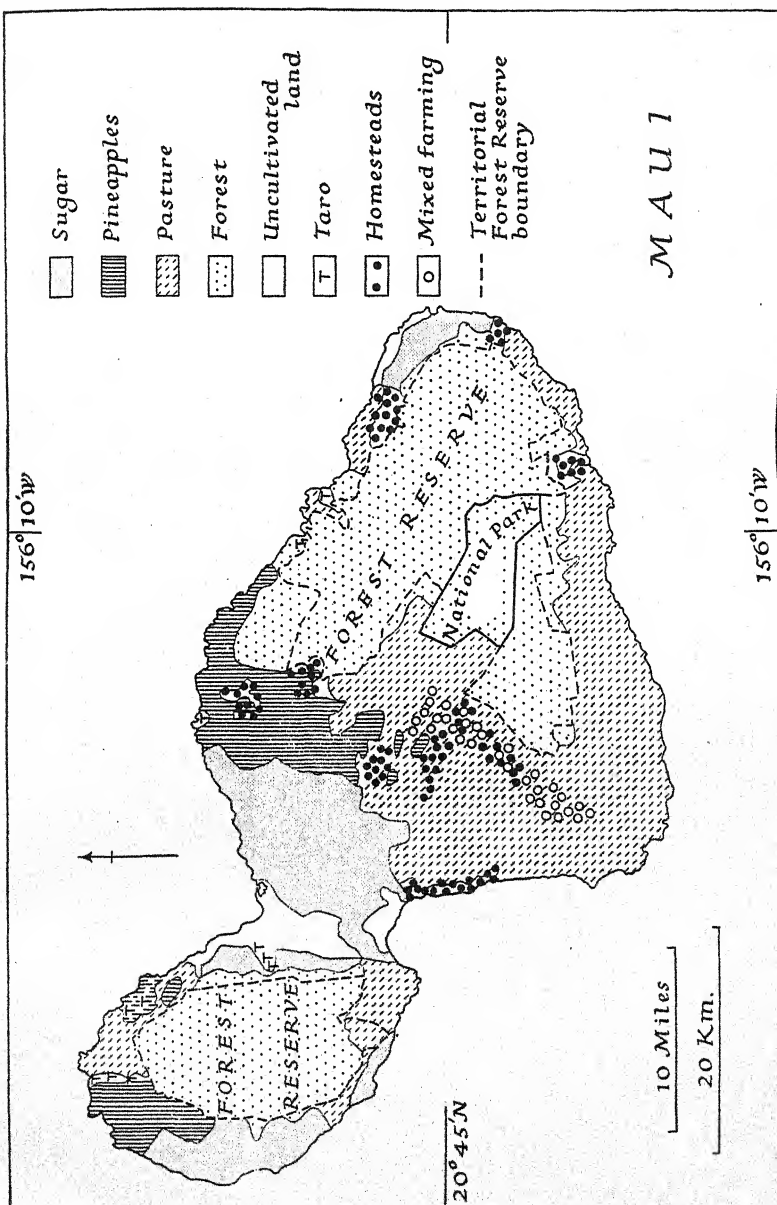 156°10'W
Sugar
Pineapples
Pasture
Forest
Uncultivated
land
T Taro
Homesteads
Mixed farming
Territorial
Forest Reserve
boundary
MAUI
FOREST RESERVE
National Park
FOREST
RESERVE
T
T
T
T
T
T
T
T
T
20°45'N
10 Miles
20 Km.
156°10'W